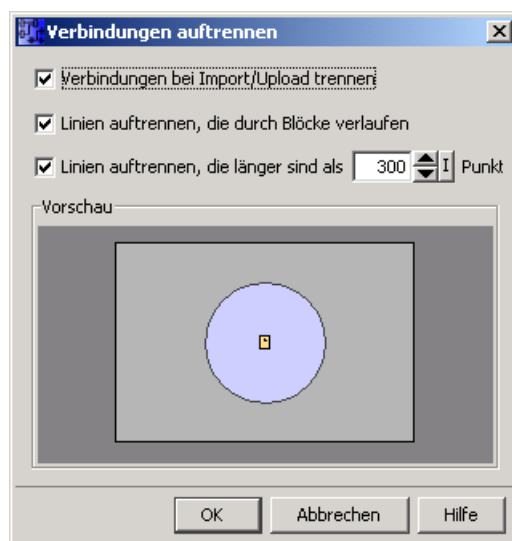 Verbindungen auftrennen
Verbindungen bei Import/Upload trennen
Linien auftrennen, die durch Blöcke verlaufen
Linien auftrennen, die länger sind als 300 I Punkt
Vorschau
OK Abbrechen Hilfe